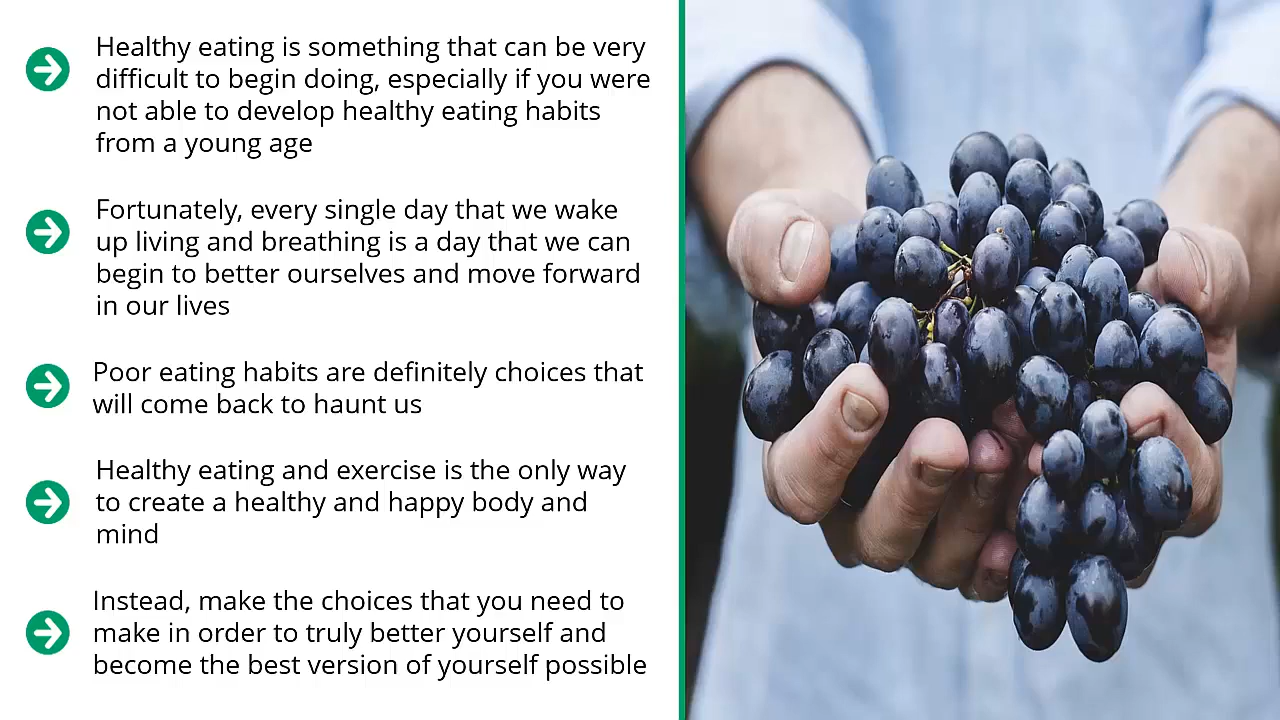 Healthy eating is something that can be very
difficult to begin doing, especially if you were
not able to develop healthy eating habits
from a young age
Fortunately, every single day that we wake
up living and breathing is a day that we can
begin to better ourselves and move forward
in our lives
Poor eating habits are definitely choices that
will come back to haunt us
Healthy eating and exercise is the only way
to create a healthy and happy body and
mind
Instead, make the choices that you need to
make in order to truly better yourself and
become the best version of yourself possible